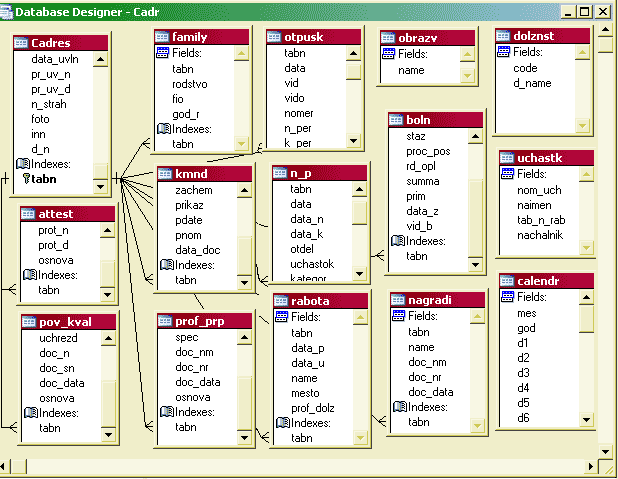 Database Designer - Cadr
Cadres
data_uvln
pr_uv_n
pr_uv_d
n_strah
foto
inn
d_n
Indexes:
tabn
family
Fields:
tabn
rodstvo
fio
god_r
Indexes:
tabn
otpusk
tabn
data
vid
vido
nomer
n_per
k_per
obrazv
Fields:
name
dolznst
Fields:
code
d_name
attest
prot_n
prot_d
osnova
Indexes:
tabn
kmnd
zachem
prikaz
pdate
pnom
data_doc
Indexes:
tabn
n_p
tabn
data
data_n
data_k
otdel
uchastok
kategor
boln
staz
proc_pos
rd_opl
summa
prim
data_z
vid_b
Indexes:
tabn
uchastk
Fields:
nom_uch
naimen
tab_n_rab
nachalnik
pov_kval
uchrezd
doc_n
doc_sn
doc_data
osnova
Indexes:
tabn
prof_prp
spec
doc_nm
doc_nr
doc_data
osnova
Indexes:
tabn
rabota
Fields:
tabn
data_p
data_u
name
mesto
prof_dolz
Indexes:
tabn
nagradi
Fields:
tabn
name
doc_nm
doc_nr
doc_data
Indexes:
tabn
calendr
Fields:
mes
god
d1
d2
d3
d4
d5
d6